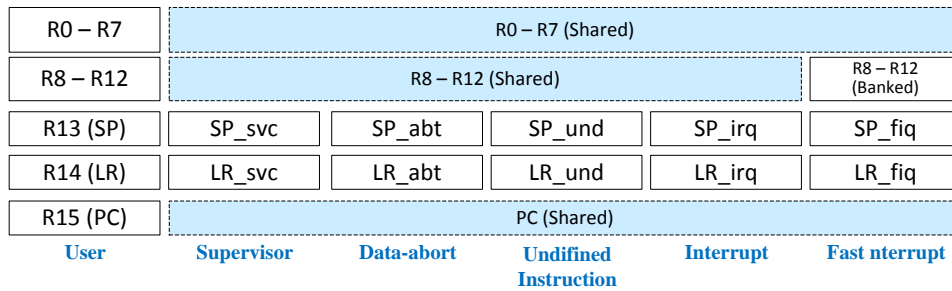 R0 – R7
R0 – R7 (Shared)
R8 – R12
R8 – R12 (Shared)
R8 – R12
(Banked)
R13 (SP)
SP_svc
SP_abt
SP_und
SP_irq
SP_fiq
R14 (LR)
LR_svc
LR_abt
LR_und
LR_irq
LR_fiq
R15 (PC)
PC (Shared)
User
Supervisor
Data-abort
Undifined
Instruction
Interrupt
Fast nterrupt